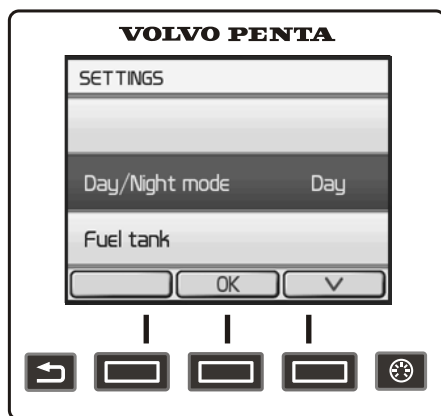 VOLVO PENTA
SETTINGS
Day/Night mode Day
Fuel tank
OK